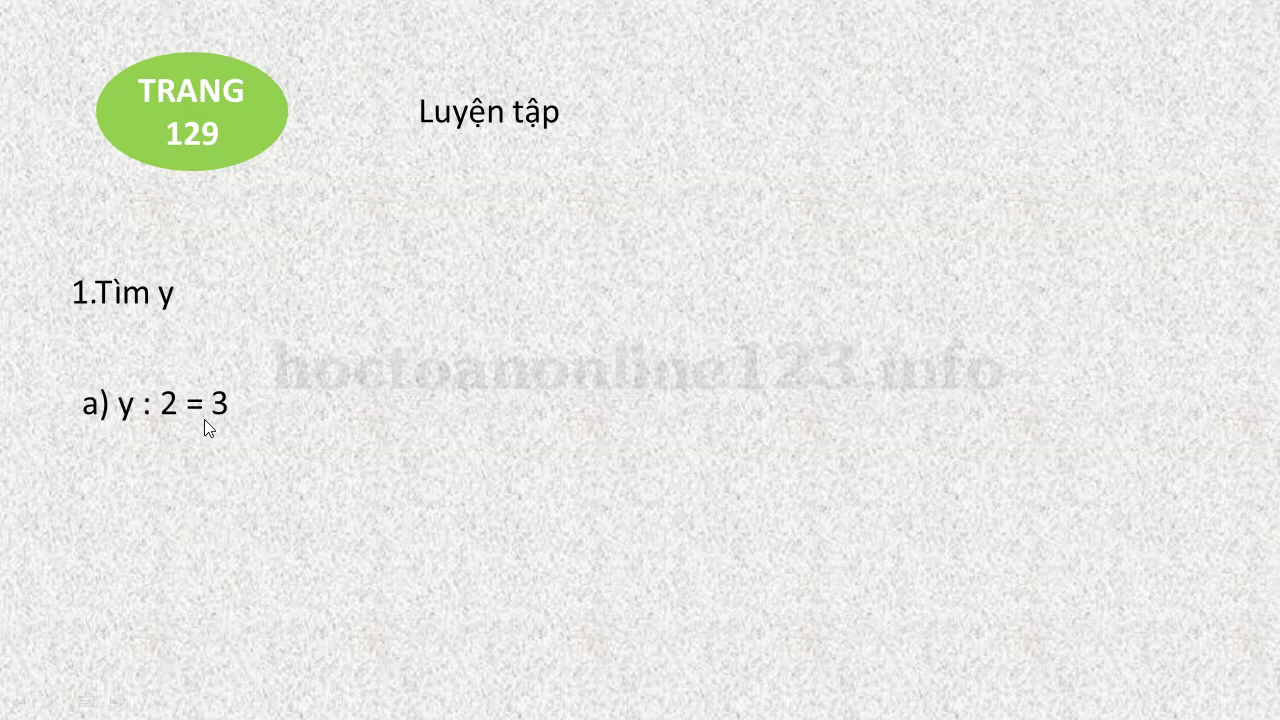 TRANG
129
Luyện tập
1.Tìm y
hoctoanonline123.info
a) y : 2 = 3